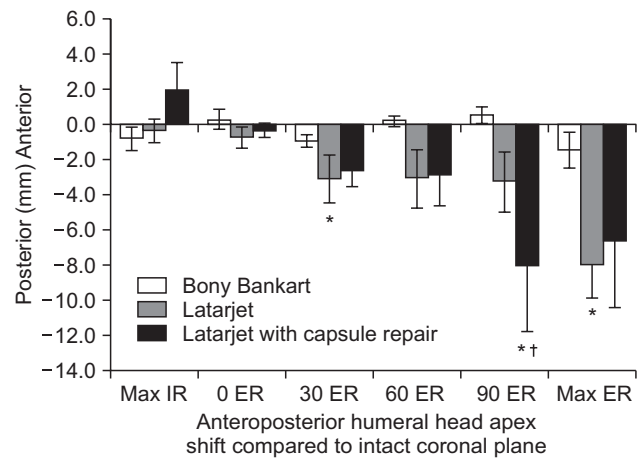 6.0
4.0
2.0
0.0
−2.0
−4.0
−6.0
−8.0
−10.0
−12.0
−14.0
Posterior (mm) Anterior
*
* †
*
Bony Bankart
Latarjet
Latarjet with capsule repair
Max IR 0 ER 30 ER 60 ER 90 ER Max ER
Anteroposterior humeral head apex
shift compared to intact coronal plane